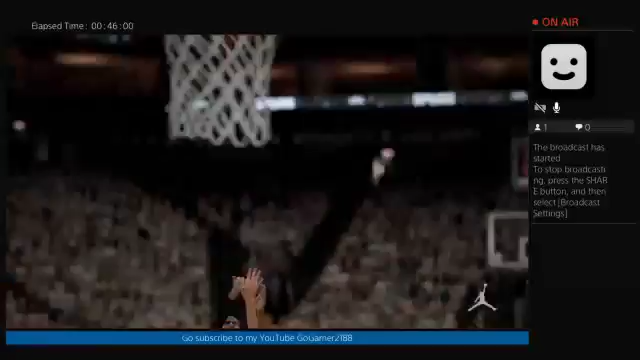 Elapsed Time : 00:46:00
ON AIR
1
0
The broadcast has
started
To stop broadcasti
ng, press the SHAR
E button, and then
select [Broadcast
Settings]
Go subscribe to my YouTube GoGamer2188